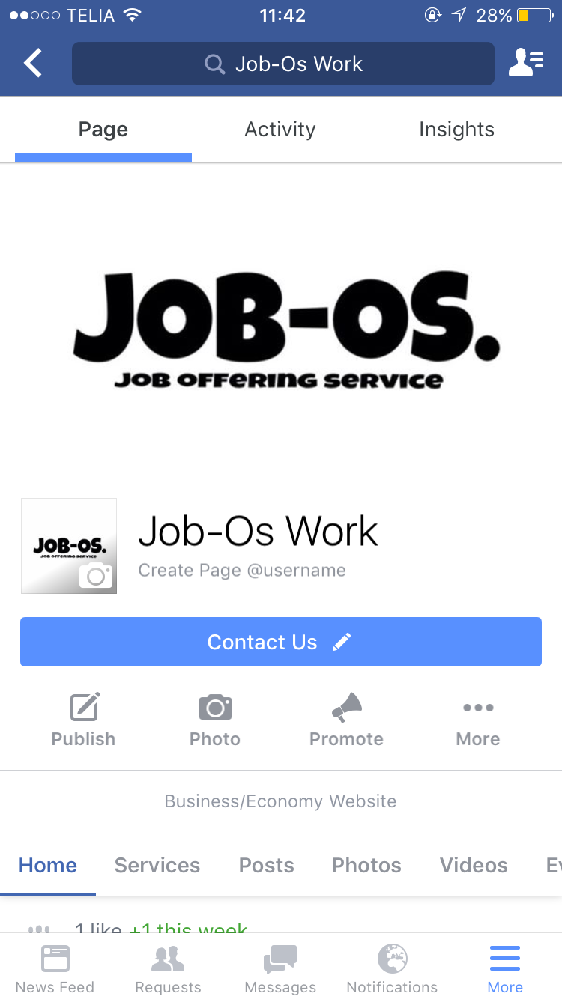 TELIA 11:42 28%
Job-Os Work
Page Activity Insights
JOB-OS.
JOB OFFERING SERVICE
JOB-OS.
JOB OFFERING SERVICE
Job-Os Work
Create Page @username
Contact Us
Publish Photo Promote More
Business/Economy Website
Home Services Posts Photos Videos
1 like +1 this week
News Feed Requests Messages Notifications More